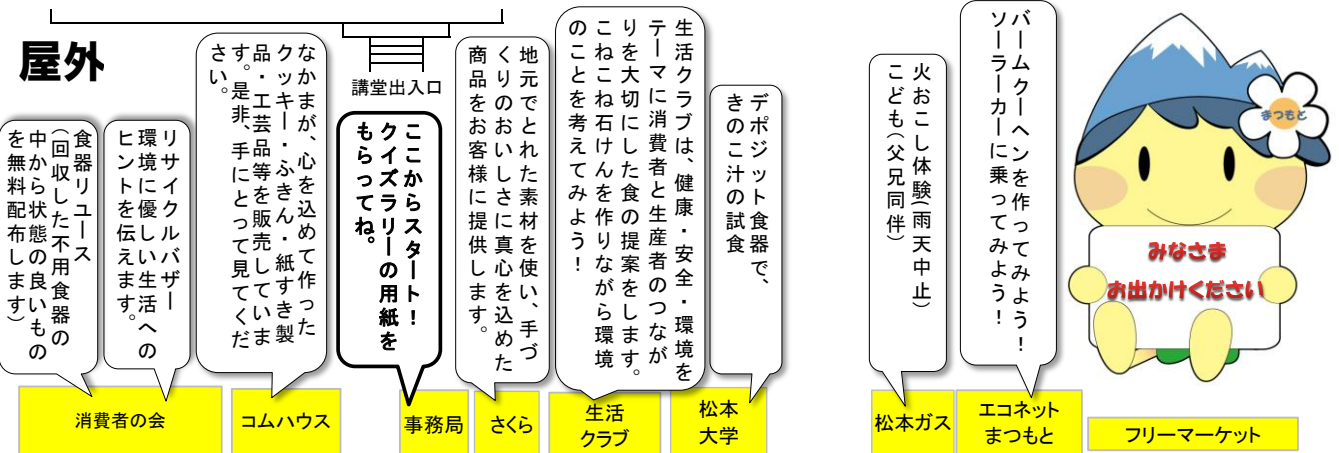 屋外
講堂出入口
食器リユース
(回収した不用食器の
中から状態の良いもの
を無料配布します)
リサイクルバザー
環境に優しい生活への
ヒントを伝えます。
消費者の会
なかまが、心を込めて作った
クッキー・ふきん・紙すき製
品・工芸品等を販売していま
す。是非、手にとって見てくだ
さい。
コムハウス
ここからスタート！
クイズラリーの用紙を
もらってね。
事務局
地元でとれた素材を使い、手づ
くりのおいしさに真心を込めた
商品をお客様に提供します。
さくら
生活クラブは、健康・安全・環境を
テーマに消費者と生産者のつなが
りを大切にした食の提案をします。
こねこね石けんを作りながら環境
のことを考えてみよう！
生活
クラブ
デポジット食器で、
きのこ汁の試食
松本
大学
火おこし体験(雨天中止)
こども(父兄同伴)
松本ガス
バームクーヘンを作ってみよう！
ソーラーカーに乗ってみよう！
エコネット
まつもと
まつもと
みなさま
お出かけください
フリーマーケット